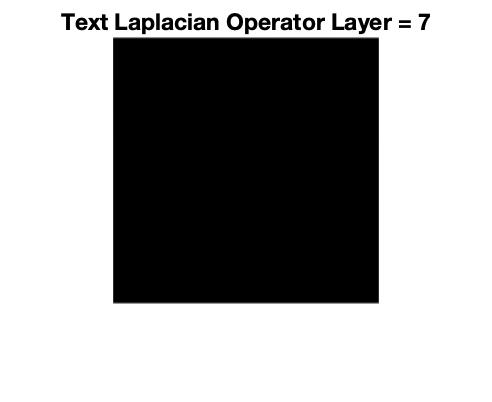 Text Laplacian Operator Layer = 7